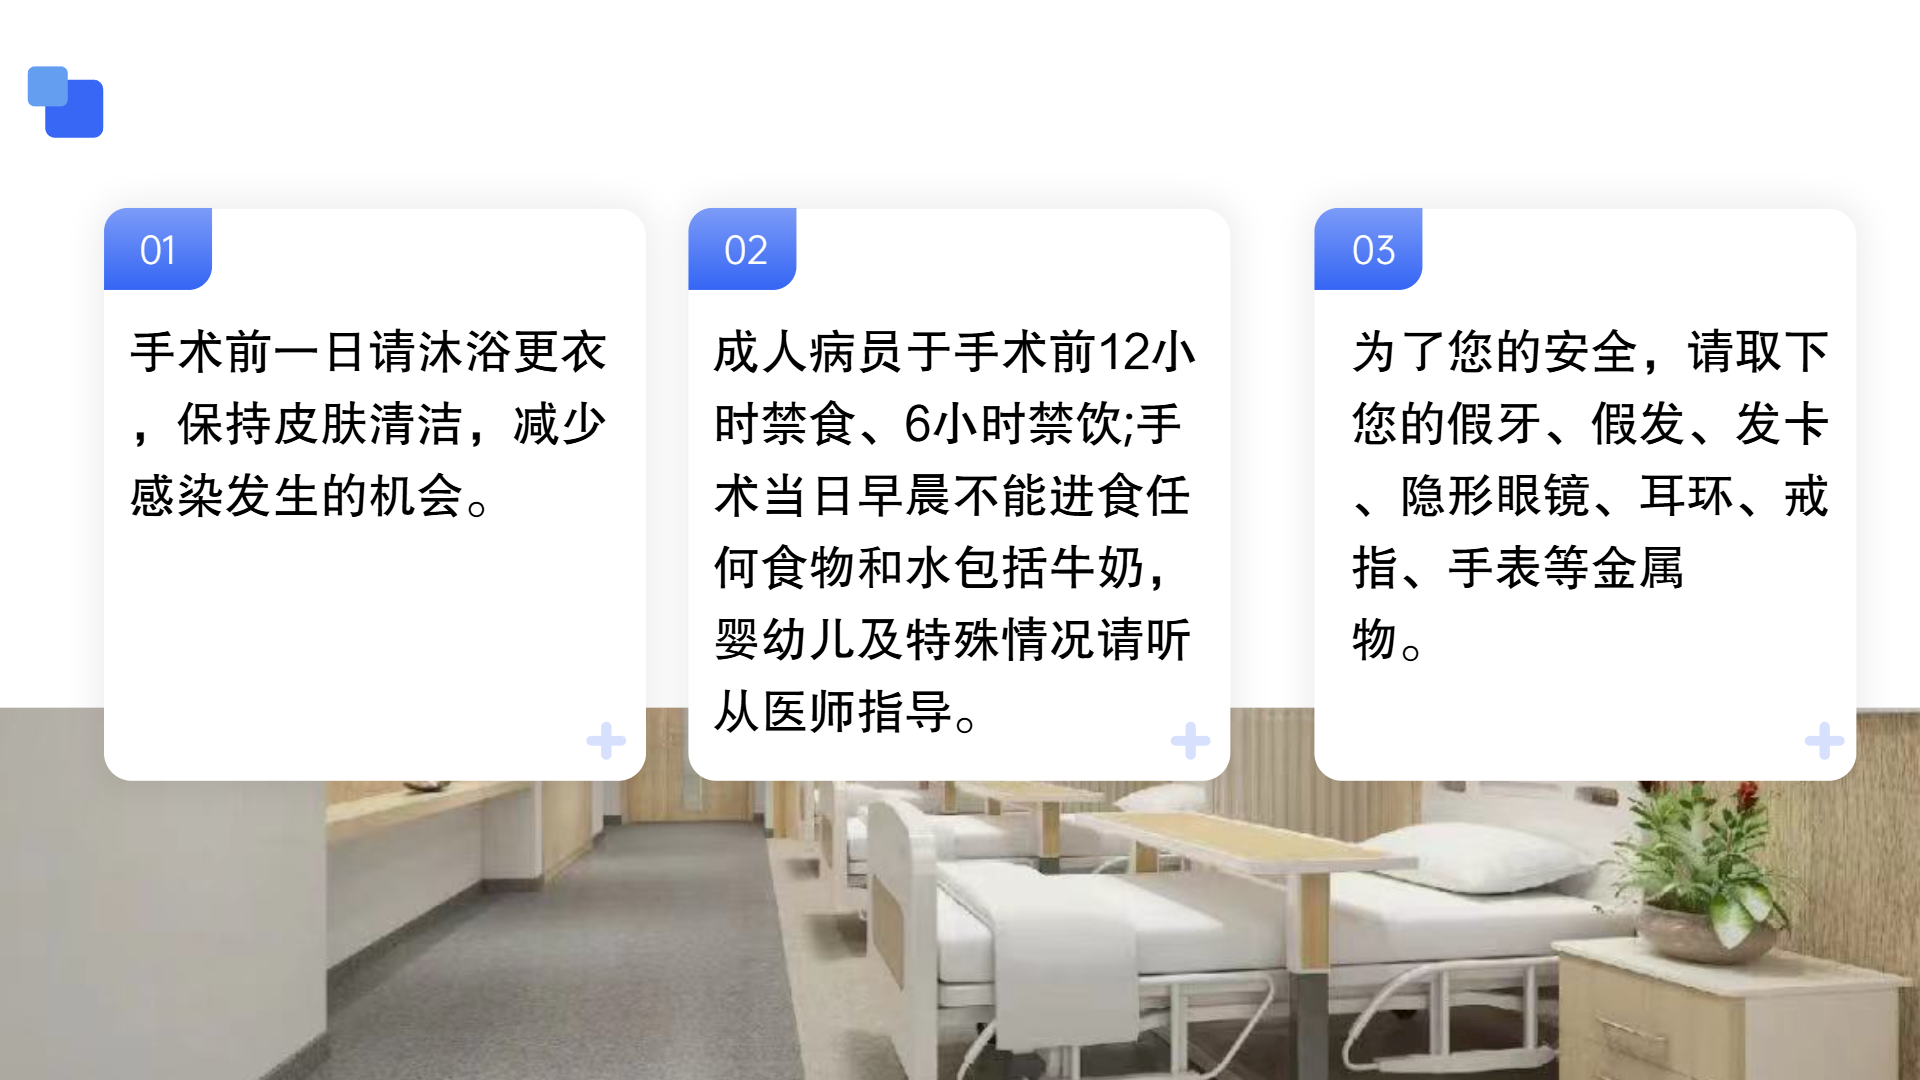 01
手术前一日请沐浴更衣
，保持皮肤清洁，减少
感染发生的机会。
02
成人病员于手术前12小
时禁食、6小时禁饮;手
术当日早晨不能进食任
何食物和水包括牛奶，
婴幼儿及特殊情况请听
从医师指导。
03
为了您的安全，请取下
您的假牙、假发、发卡
、隐形眼镜、耳环、戒
指、手表等金属
物。